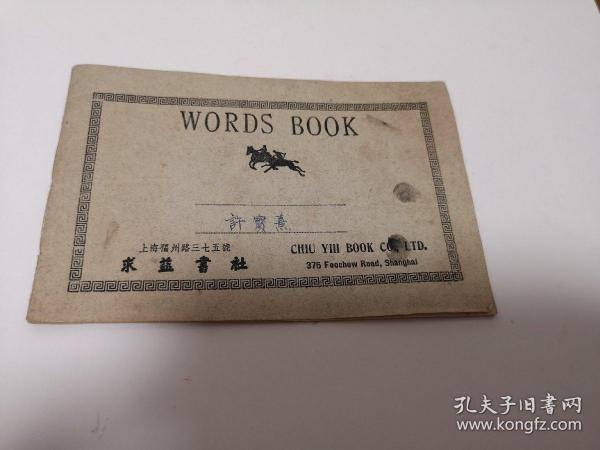 WORDS BOOK
許寶熹
上海福州路三七五號
求益書社
CHIU YIH BOOK CO., LTD.
375 Foochow Road, Shanghai
孔夫子旧书网
www.kongfz.com